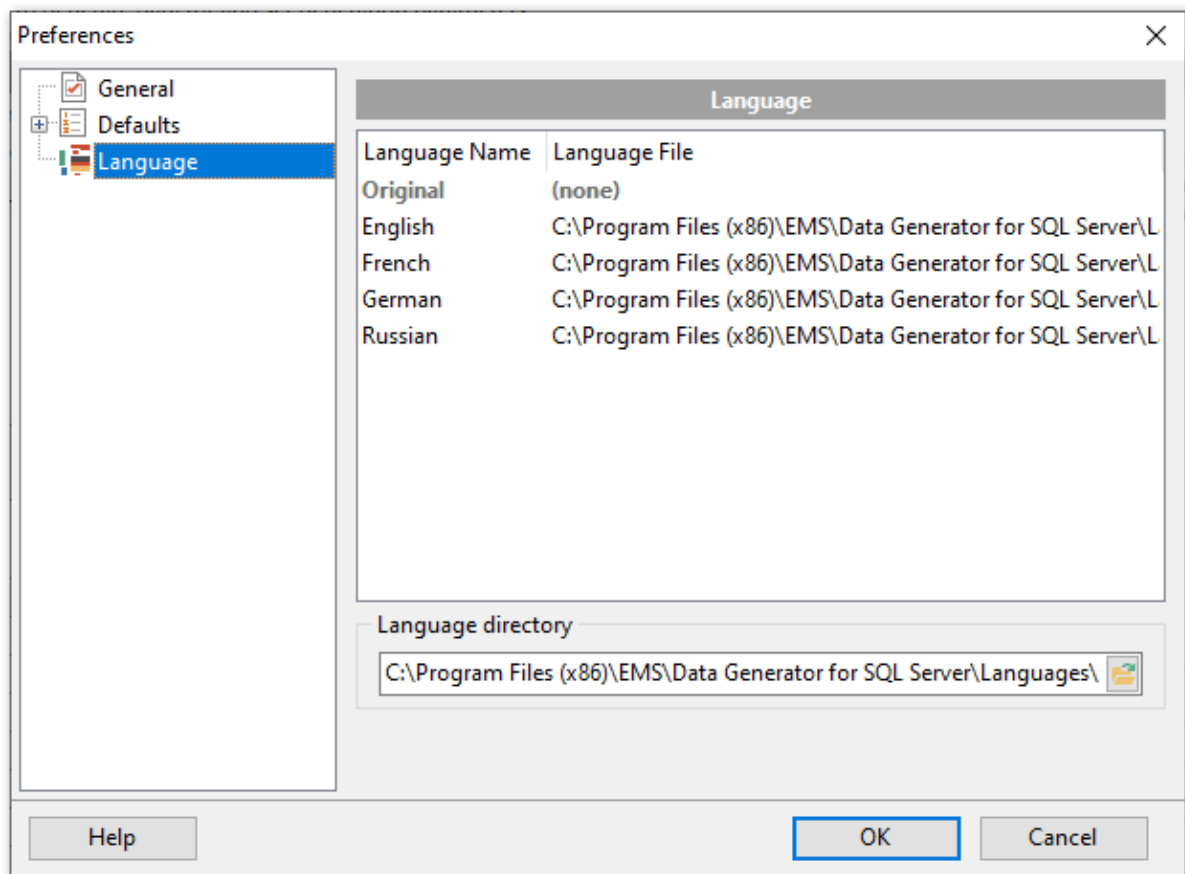 Preferences
General
Defaults
Language
Language
Language Name Language File
Original (none)
English C:\Program Files (x86)\EMS\Data Generator for SQL Server\L
French C:\Program Files (x86)\EMS\Data Generator for SQL Server\L
German C:\Program Files (x86)\EMS\Data Generator for SQL Server\L
Russian C:\Program Files (x86)\EMS\Data Generator for SQL Server\L
Language directory
C:\Program Files (x86)\EMS\Data Generator for SQL Server\Languages\
Help OK Cancel